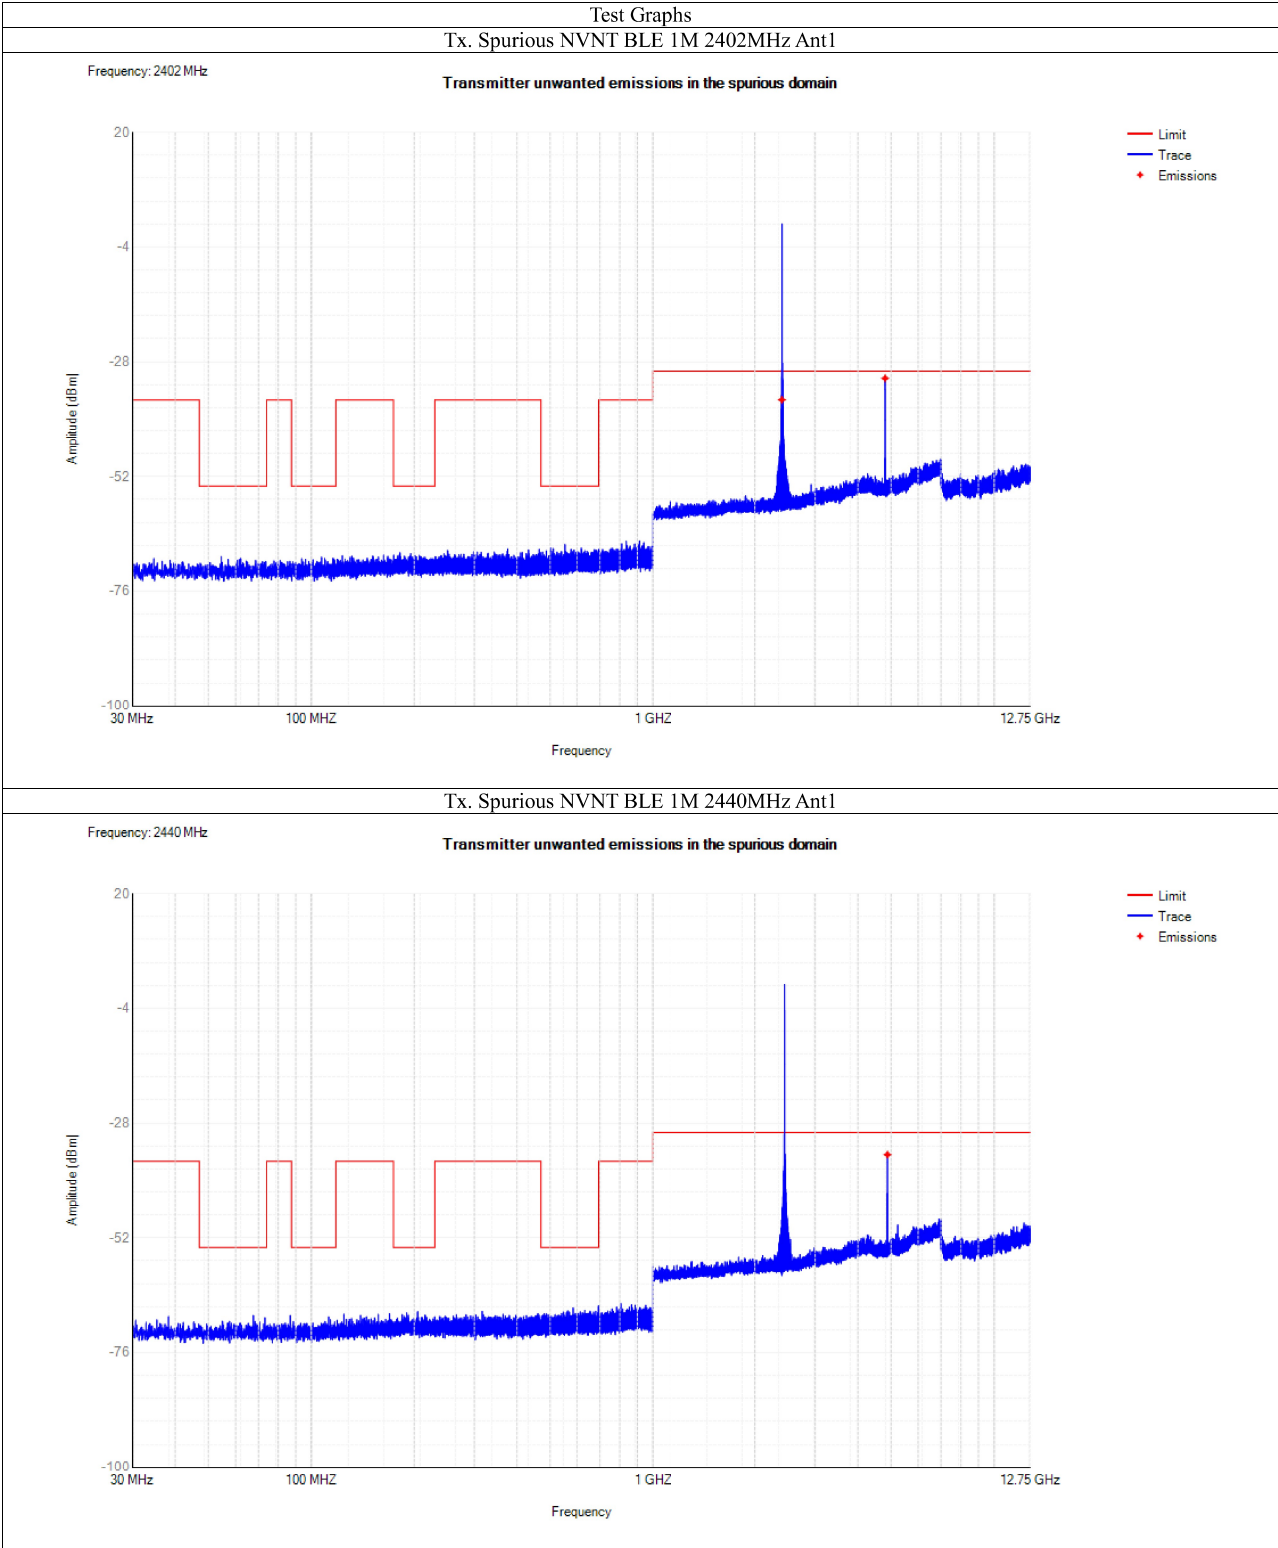 Test Graphs
Tx. Spurious NVNT BLE 1M 2402MHz Ant1
Frequency: 2402 MHz
Transmitter unwanted emissions in the spurious domain
20
-4
-28
-52
-76
-100
Amplitude [dBm]
30 MHz
100 MHZ
1 GHZ
12.75 GHz
Frequency
Limit
Trace
Emissions
Tx. Spurious NVNT BLE 1M 2440MHz Ant1
Frequency: 2440 MHz
Transmitter unwanted emissions in the spurious domain
20
-4
-28
-52
-76
-100
Amplitude [dBm]
30 MHz
100 MHZ
1 GHZ
12.75 GHz
Frequency
Limit
Trace
Emissions